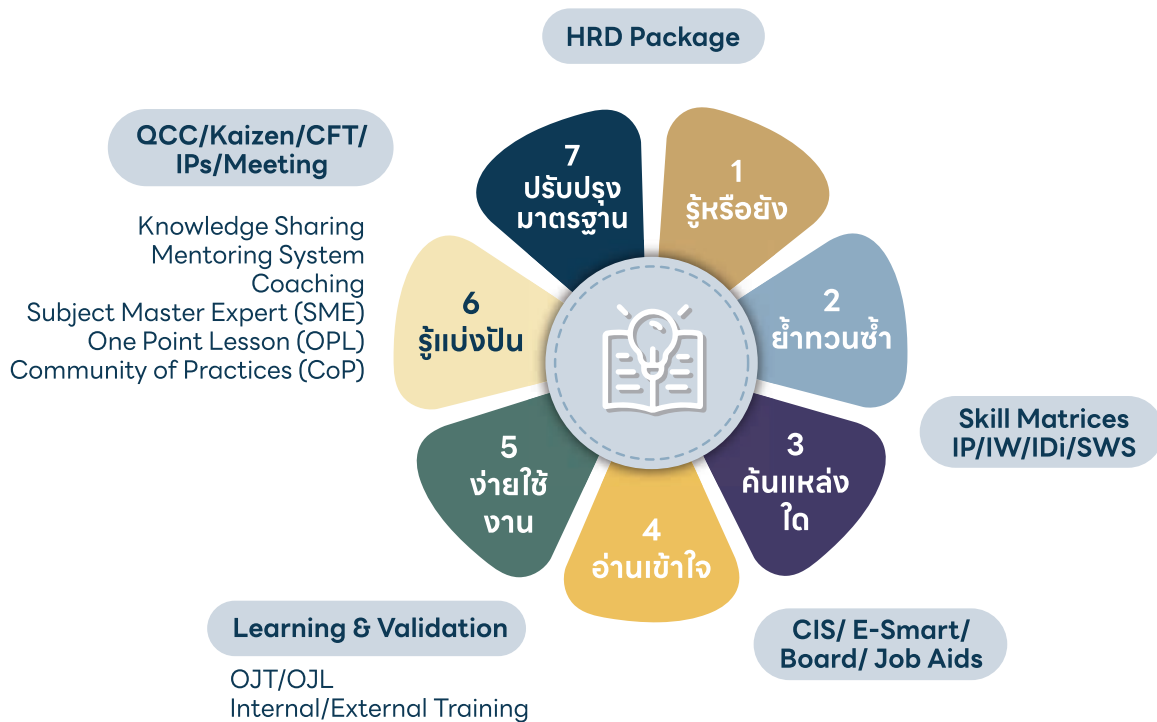 HRD Package
QCC/Kaizen/CFT/
IPs/Meeting
Knowledge Sharing
Mentoring System
Coaching
Subject Master Expert (SME)
One Point Lesson (OPL)
Community of Practices (CoP)
7
ปรับปรุง
มาตรฐาน
1
รู้หรือยัง
2
ย้ำทวนซ้ำ
3
ค้นแหล่ง
ใด
4
อ่านเข้าใจ
5
ง่ายใช้
งาน
6
รู้แบ่งปัน
Skill Matrices
IP/IW/IDi/SWS
CIS/ E-Smart/
Board/ Job Aids
Learning & Validation
OJT/OJL
Internal/External Training